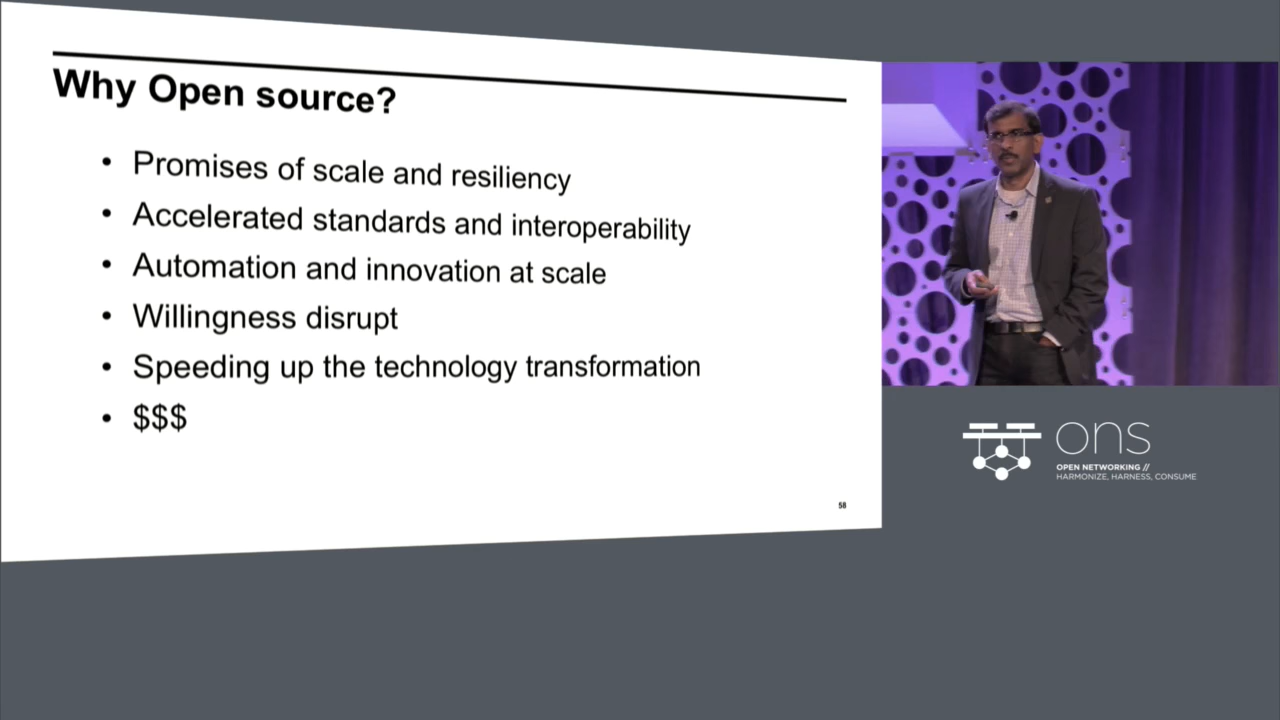 Why Open source?
• Promises of scale and resiliency
• Accelerated standards and interoperability
• Automation and innovation at scale
• Willingness disrupt
• Speeding up the technology transformation
• $$$
58
ons
OPEN NETWORKING //
HARMONIZE, HARNESS, CONSUME